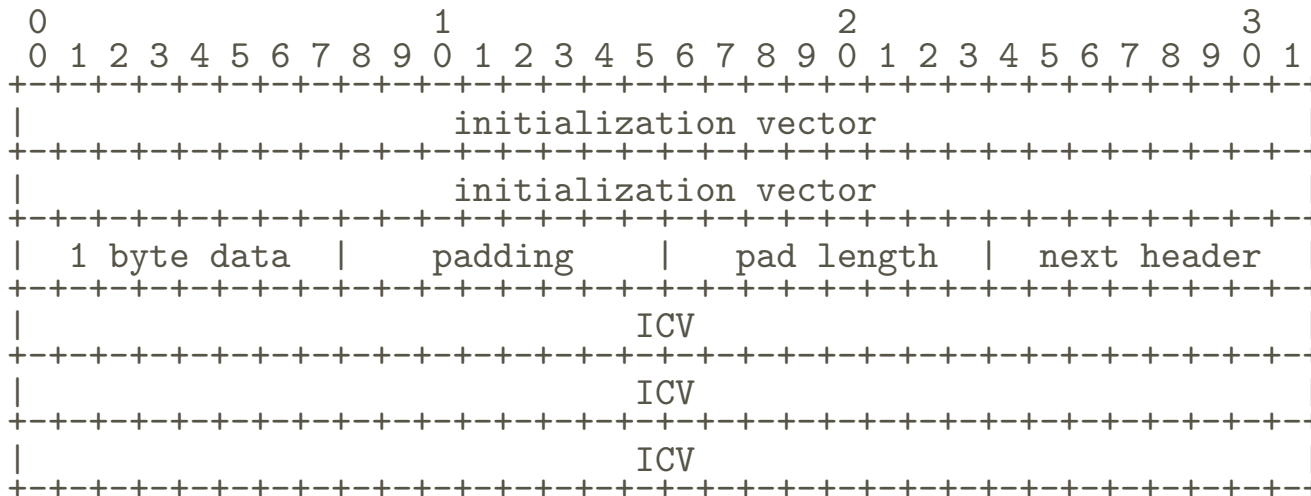 0                   1                   2                   3
0 1 2 3 4 5 6 7 8 9 0 1 2 3 4 5 6 7 8 9 0 1 2 3 4 5 6 7 8 9 0 1
+-+-+-+-+-+-+-+-+-+-+-+-+-+-+-+-+-+-+-+-+-+-+-+-+-+-+-+-+-+-+-+-
|                     initialization vector                     |
+-+-+-+-+-+-+-+-+-+-+-+-+-+-+-+-+-+-+-+-+-+-+-+-+-+-+-+-+-+-+-+-
|                     initialization vector                     |
+-+-+-+-+-+-+-+-+-+-+-+-+-+-+-+-+-+-+-+-+-+-+-+-+-+-+-+-+-+-+-+-
|  1 byte data  |    padding    |   pad length  |  next header  |
+-+-+-+-+-+-+-+-+-+-+-+-+-+-+-+-+-+-+-+-+-+-+-+-+-+-+-+-+-+-+-+-
|                              ICV                              |
+-+-+-+-+-+-+-+-+-+-+-+-+-+-+-+-+-+-+-+-+-+-+-+-+-+-+-+-+-+-+-+-
|                              ICV                              |
+-+-+-+-+-+-+-+-+-+-+-+-+-+-+-+-+-+-+-+-+-+-+-+-+-+-+-+-+-+-+-+-
|                              ICV                              |
+-+-+-+-+-+-+-+-+-+-+-+-+-+-+-+-+-+-+-+-+-+-+-+-+-+-+-+-+-+-+-+-